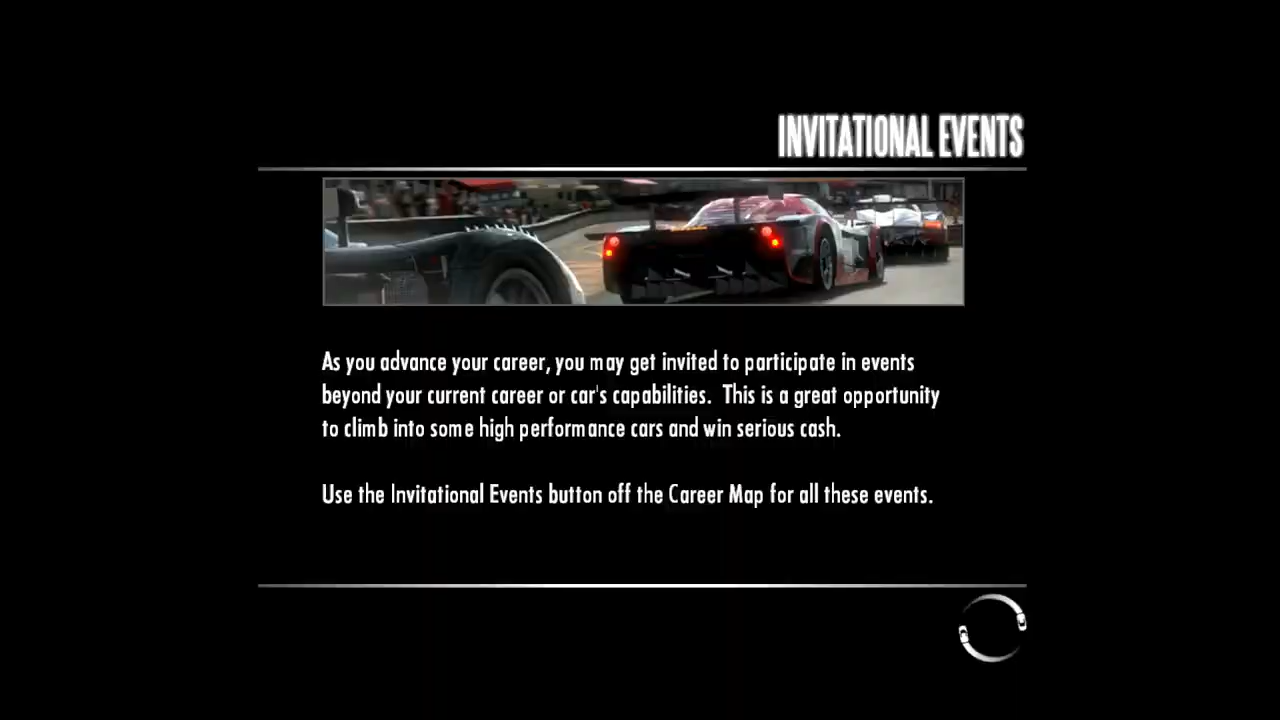 INVITATIONAL EVENTS
As you advance your career, you may get invited to participate in events
beyond your current career or car's capabilities.  This is a great opportunity
to climb into some high performance cars and win serious cash.
Use the Invitational Events button off the Career Map for all these events.